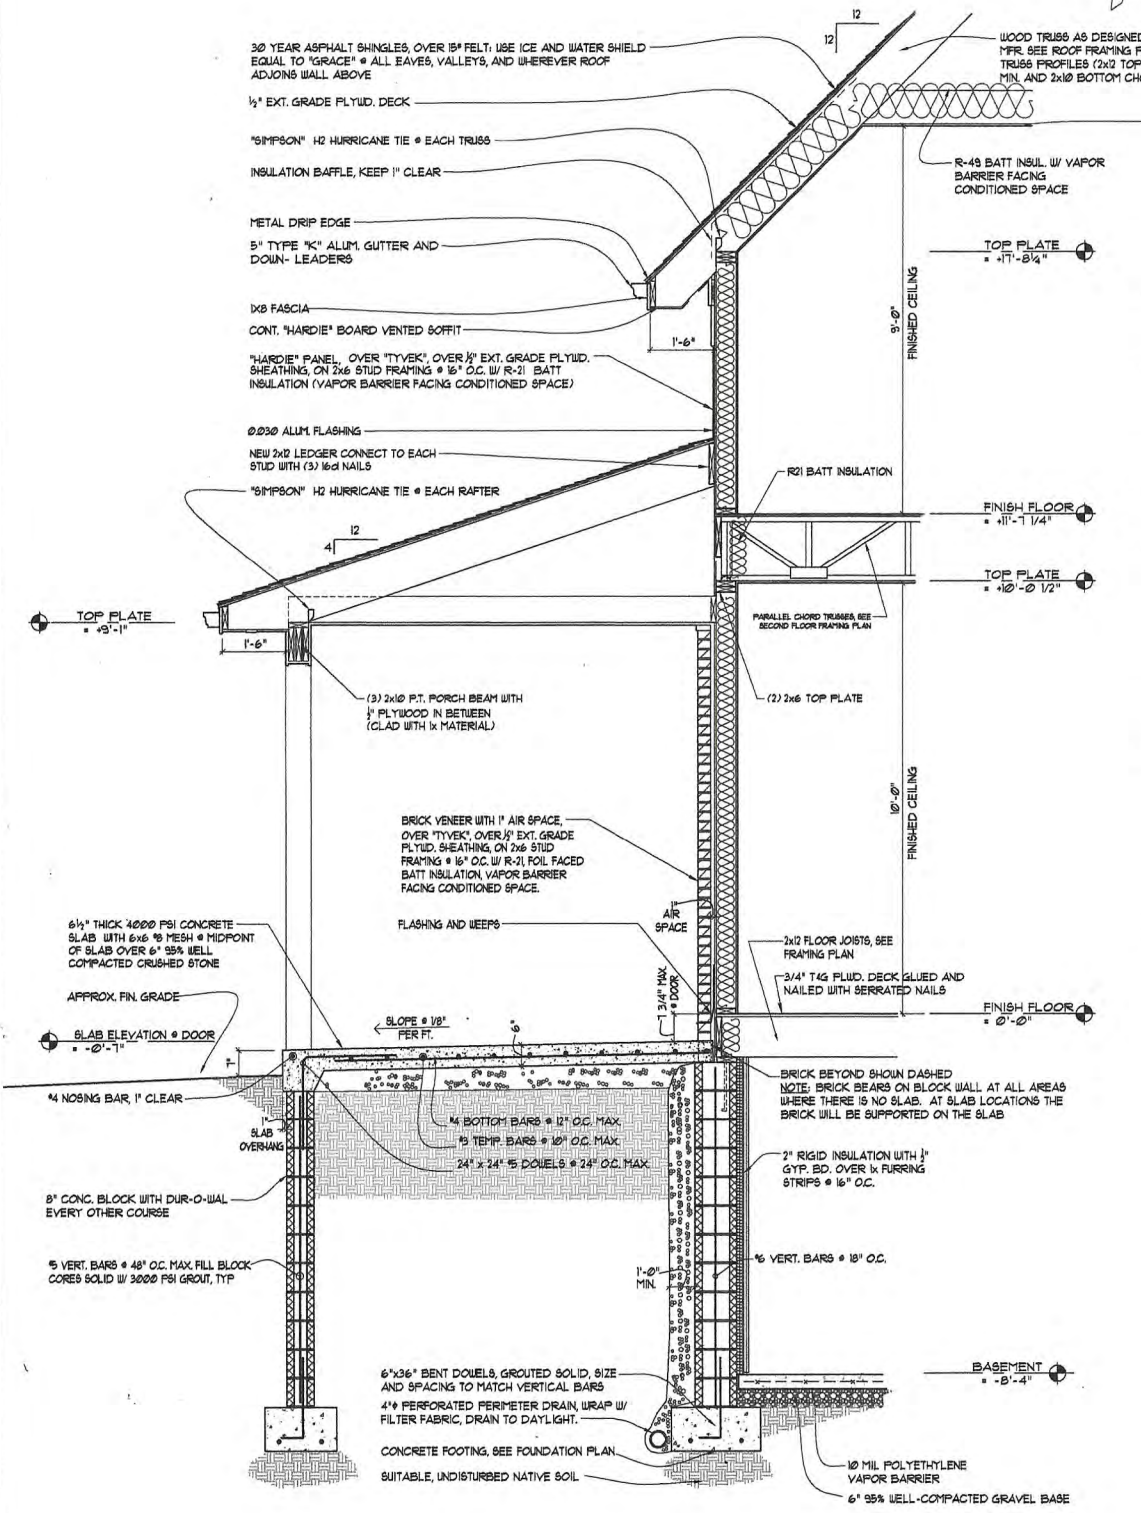 12
12
30 YEAR ASPHALT SHINGLES, OVER 15# FELT: USE ICE AND WATER SHIELD
EQUAL TO "GRACE" @ ALL EAVES, VALLEYS, AND WHEREVER ROOF
ADJOINS WALL ABOVE
WOOD TRUSS AS DESIGNED
MFR. SEE ROOF FRAMING
TRUSS PROFILES (2x12 TOP
MIN. AND 2x10 BOTTOM
1/2" EXT. GRADE PLYWD. DECK
"SIMPSON" H2 HURRICANE TIE @ EACH TRUSS
INSULATION BAFFLE, KEEP 1" CLEAR
R-49 BATT INSUL. W/ VAPOR
BARRIER FACING
CONDITIONED SPACE
METAL DRIP EDGE
5" TYPE "K" ALUM. GUTTER AND
DOWN- LEADERS
TOP PLATE
= +17'-8 1/4"
1X8 FASCIA
CONT. "HARDIE" BOARD VENTED SOFFIT
1'-6"
9'-0"
FINISHED CEILING
"HARDIE" PANEL, OVER "TYVEK", OVER 1/2" EXT. GRADE PLYWD.
SHEATHING, ON 2x6 STUD FRAMING @ 16" O.C. W/ R-21 BATT
INSULATION (VAPOR BARRIER FACING CONDITIONED SPACE)
0.030 ALUM. FLASHING
NEW 2x12 LEDGER CONNECT TO EACH
STUD WITH (3) 16d NAILS
"SIMPSON" H2 HURRICANE TIE @ EACH RAFTER
R21 BATT INSULATION
FINISH FLOOR
= +11'-7 1/4"
12
4
TOP PLATE
= +10'-0 1/2"
TOP PLATE
= +9'-1"
1'-6"
PARALLEL CHORD TRUSSES, SEE
SECOND FLOOR FRAMING PLAN
(3) 2x10 P.T. PORCH BEAM WITH
1/2" PLYWOOD IN BETWEEN
(CLAD WITH 1x MATERIAL)
(2) 2x6 TOP PLATE
10'-0"
FINISHED CEILING
BRICK VENEER WITH 1" AIR SPACE,
OVER "TYVEK", OVER 1/2" EXT. GRADE
PLYWD. SHEATHING, ON 2x6 STUD
FRAMING @ 16" O.C. W/ R-21, FOIL FACED
BATT INSULATION, VAPOR BARRIER
FACING CONDITIONED SPACE.
1"
AIR
SPACE
FLASHING AND WEEPS
6 1/2" THICK 4000 PSI CONCRETE
SLAB WITH 6x6 #8 MESH @ MIDPOINT
OF SLAB OVER 6" 95% WELL
COMPACTED CRUSHED STONE
2x12 FLOOR JOISTS, SEE
FRAMING PLAN
3/4" T&G PLWD. DECK GLUED AND
NAILED WITH SERRATED NAILS
APPROX. FIN. GRADE
1 3/4" MAX.
@ DOOR
FINISH FLOOR
= 0'-0"
SLAB ELEVATION @ DOOR
= -0'-7"
SLOPE @ 1/8"
PER FT.
6"
7"
#4 NOSING BAR, 1" CLEAR
BRICK BEYOND SHOWN DASHED
NOTE: BRICK BEARS ON BLOCK WALL AT ALL AREAS
WHERE THERE IS NO SLAB. AT SLAB LOCATIONS THE
BRICK WILL BE SUPPORTED ON THE SLAB
1"
SLAB
OVERHANG
#4 BOTTOM BARS @ 12" O.C. MAX.
#3 TEMP. BARS @ 10" O.C. MAX.
24" x 24" #5 DOWELS @ 24" O.C. MAX.
2" RIGID INSULATION WITH 1/2"
GYP. BD. OVER 1x FURRING
STRIPS @ 16" O.C.
8" CONC. BLOCK WITH DUR-O-WAL
EVERY OTHER COURSE
#5 VERT. BARS @ 48" O.C. MAX. FILL BLOCK
CORES SOLID W/ 3000 PSI GROUT, TYP
1'-0"
MIN.
#6 VERT. BARS @ 18" O.C.
6"x36" BENT DOWELS, GROUTED SOLID, SIZE
AND SPACING TO MATCH VERTICAL BARS
BASEMENT
= -8'-4"
4"ø PERFORATED PERIMETER DRAIN, WRAP W/
FILTER FABRIC, DRAIN TO DAYLIGHT.
CONCRETE FOOTING, SEE FOUNDATION PLAN
SUITABLE, UNDISTURBED NATIVE SOIL
10 MIL POLYETHYLENE
VAPOR BARRIER
6" 95% WELL-COMPACTED GRAVEL BASE